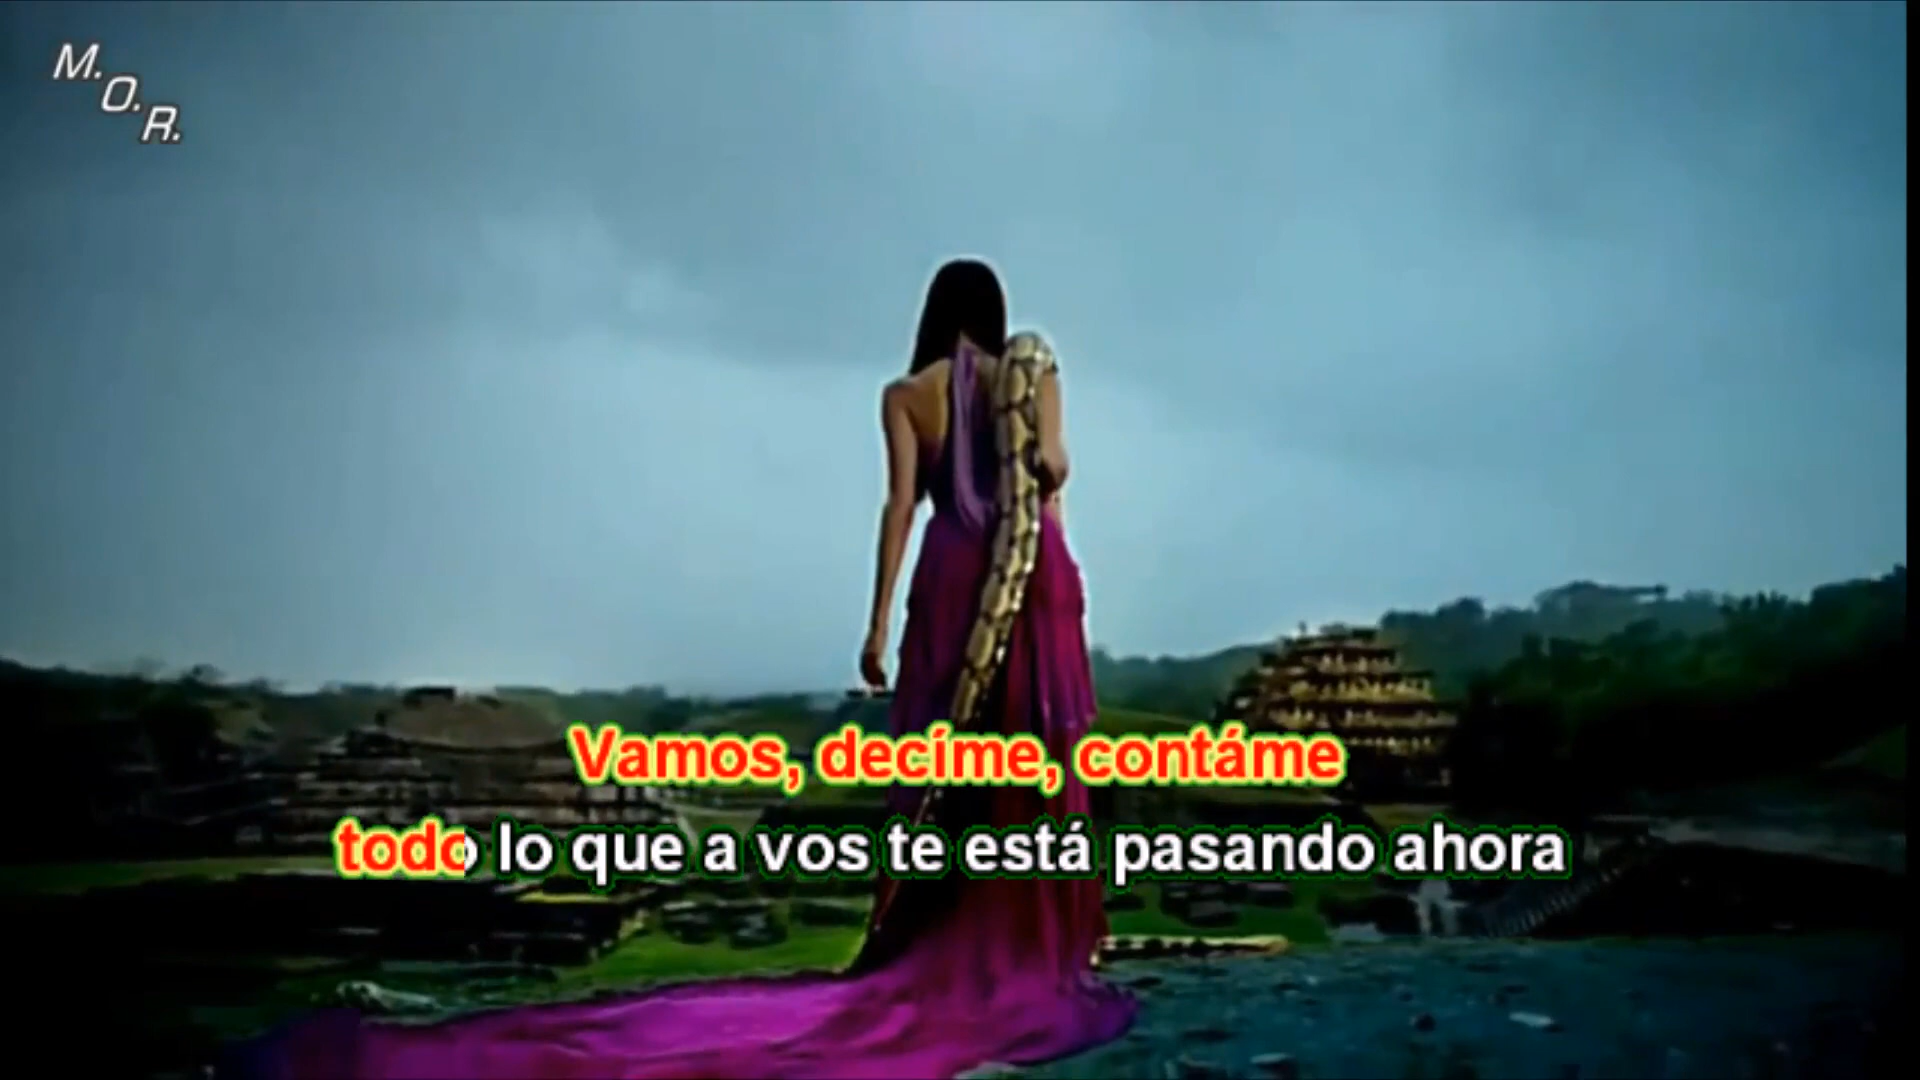 M.
O.
R.
Vamos, decíme, contáme
todo lo que a vos te está pasando ahora